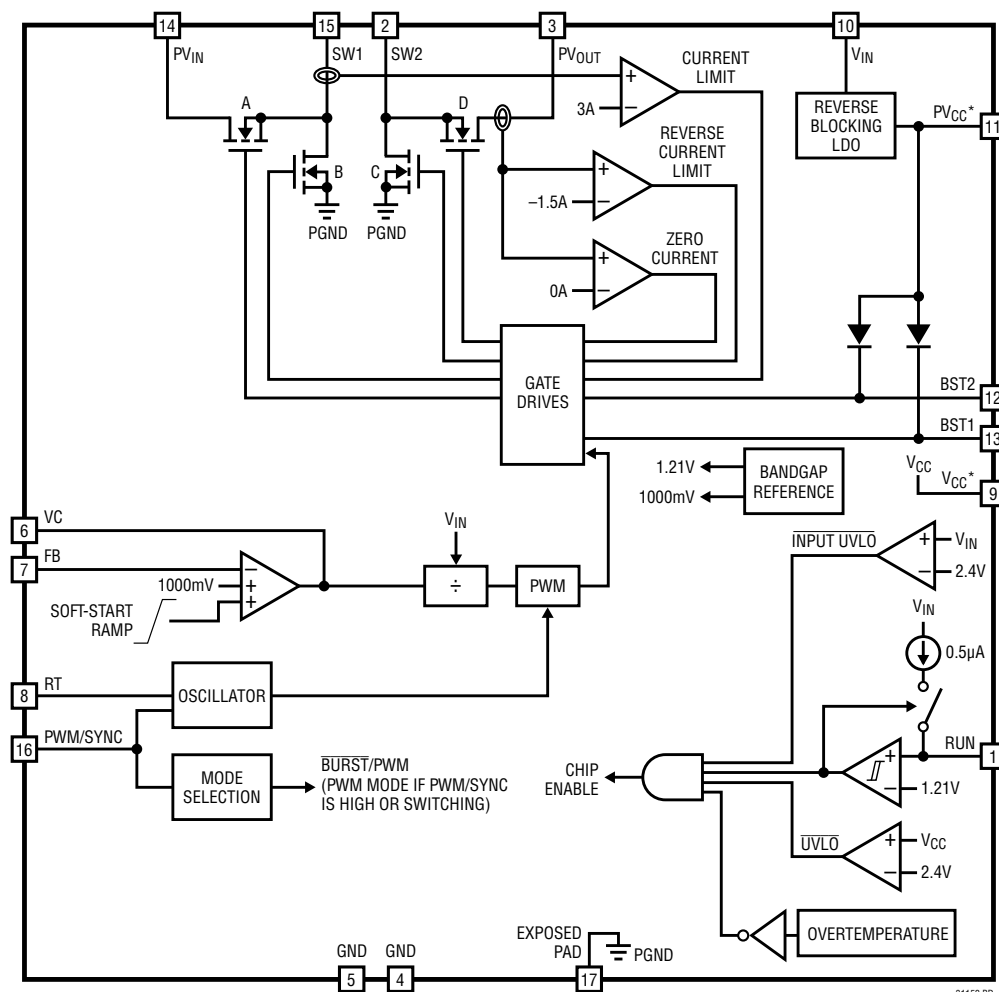 14
15
2
3
10
PVIN
SW1
SW2
PVOUT
VIN
A
D
+
3A
−
CURRENT
LIMIT
REVERSE
BLOCKING
LDO
PVCC*
11
B
C
PGND
PGND
+
−1.5A
−
REVERSE
CURRENT
LIMIT
+
0A
−
ZERO
CURRENT
GATE
DRIVES
BST2
12
BST1
13
1.21V
1000mV
BANDGAP
REFERENCE
VCC
VCC*
9
6
VC
7
FB
1000mV
−
+
+
SOFT-START
RAMP
VIN
÷
PWM
INPUT UVLO
+
VIN
−
2.4V
VIN
0.5µA
8
RT
OSCILLATOR
16
PWM/SYNC
MODE
SELECTION
BURST/PWM
(PWM MODE IF PWM/SYNC
IS HIGH OR SWITCHING)
CHIP
ENABLE
+
RUN
1
−
1.21V
UVLO
+
VCC
−
2.4V
OVERTEMPERATURE
GND
5
GND
4
EXPOSED
PAD
17
PGND